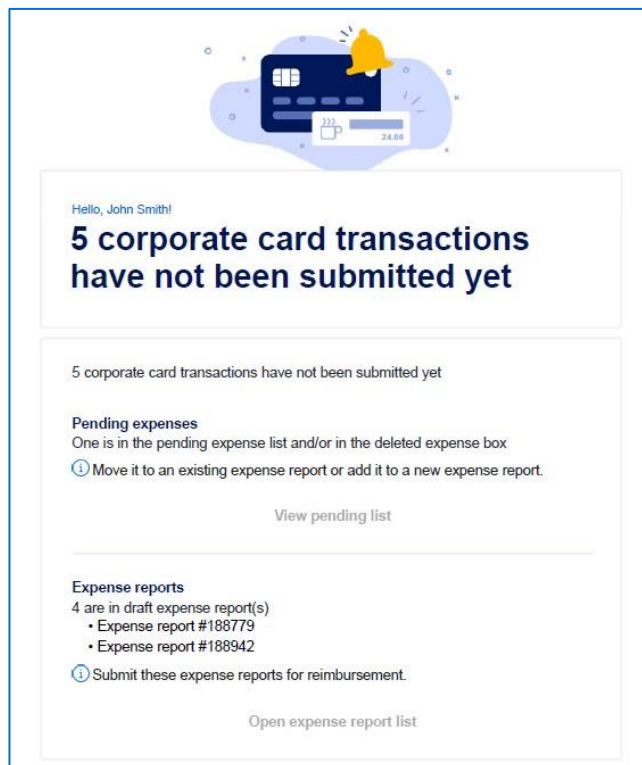 24.00
Hello, John Smith!
5 corporate card transactions
have not been submitted yet
5 corporate card transactions have not been submitted yet
Pending expenses
One is in the pending expense list and/or in the deleted expense box
Move it to an existing expense report or add it to a new expense report.
View pending list
Expense reports
4 are in draft expense report(s)
• Expense report #188779
• Expense report #188942
Submit these expense reports for reimbursement.
Open expense report list